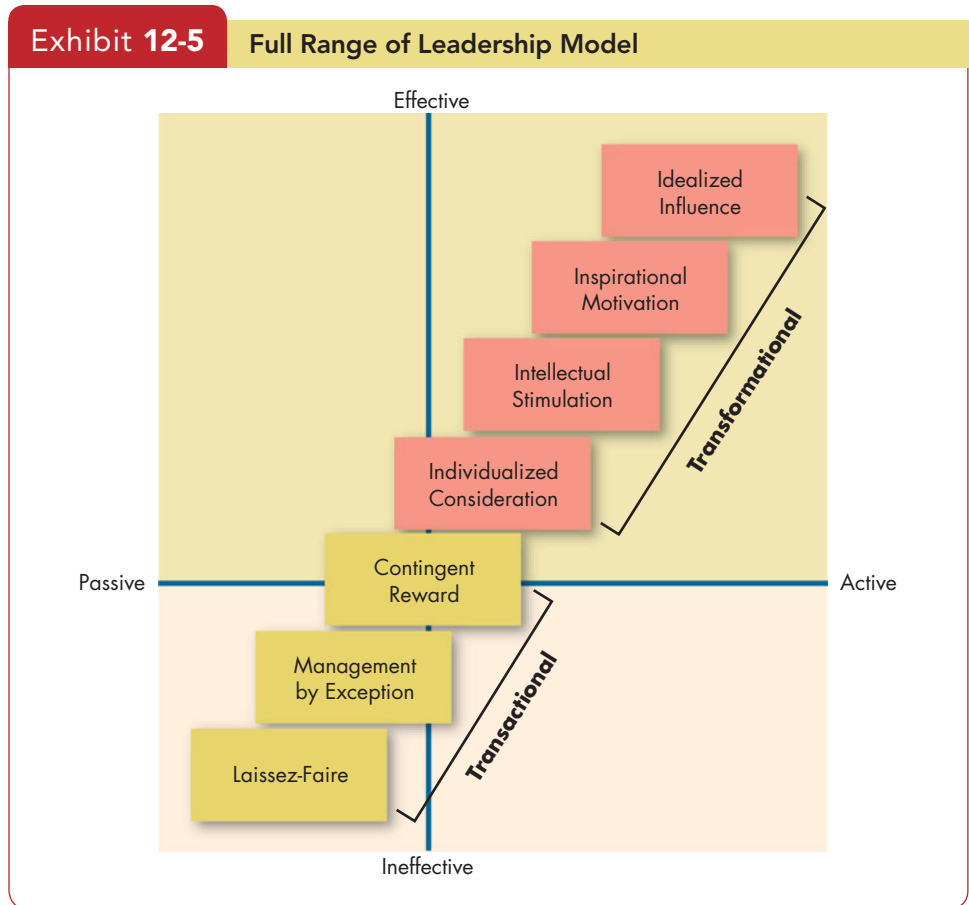 Exhibit 12-5 Full Range of Leadership Model
Effective
Idealized
Influence
Inspirational
Motivation
Intellectual
Stimulation
Transformational
Individualized
Consideration
Contingent
Reward
Passive
Active
Management
by Exception
Transactional
Laissez-Faire
Ineffective